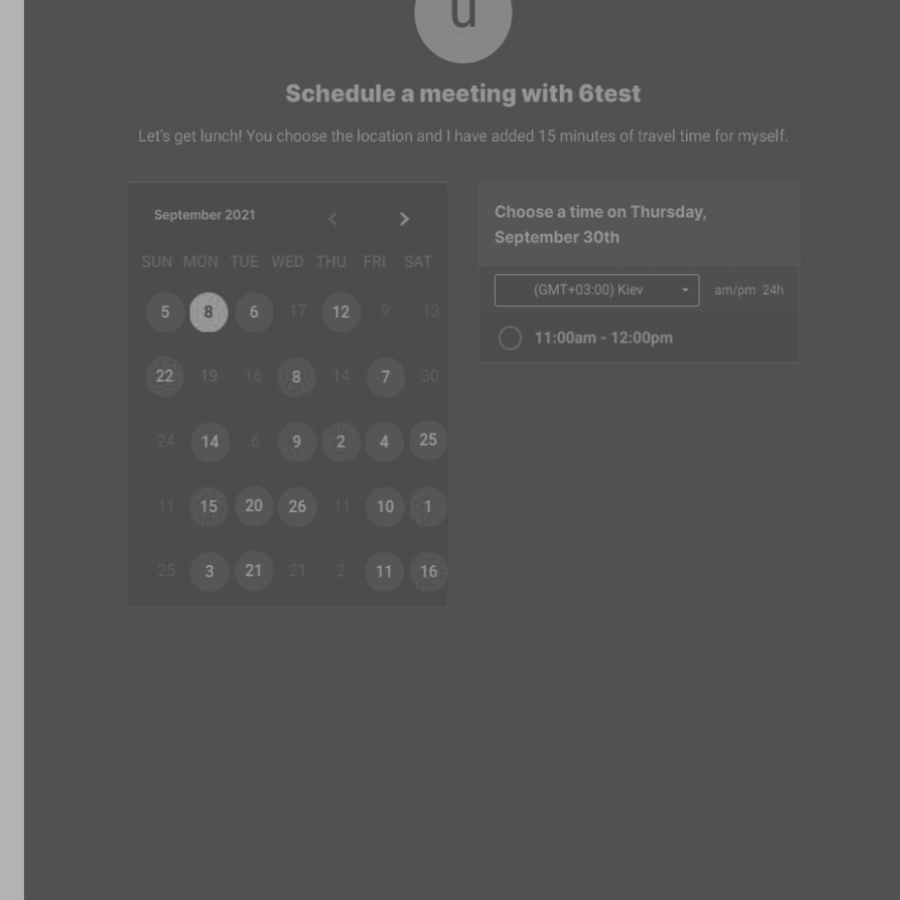 u
Schedule a meeting with 6test
Let's get lunch! You choose the location and I have added 15 minutes of travel time for myself.
September 2021
SUN MON TUE WED THU FRI SAT
5 8 6 17 12 9 13
22 19 16 8 14 7 30
24 14 6 9 2 4 25
11 15 20 26 11 10 1
25 3 21 21 2 11 16
Choose a time on Thursday,
September 30th
(GMT+03:00) Kiev am/pm 24h
11:00am - 12:00pm